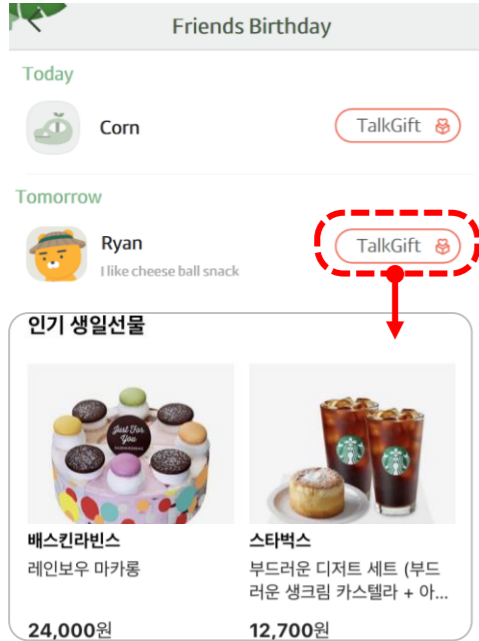 Friends Birthday
Today
Corn
TalkGift
Tomorrow
Ryan
TalkGift
I like cheese ball snack
인기 생일선물
Just For
You
배스킨라빈스
레인보우 마카롱
24,000원
스타벅스
부드러운 디저트 세트 (부드
러운 생크림 카스텔라 + 아...
12,700원